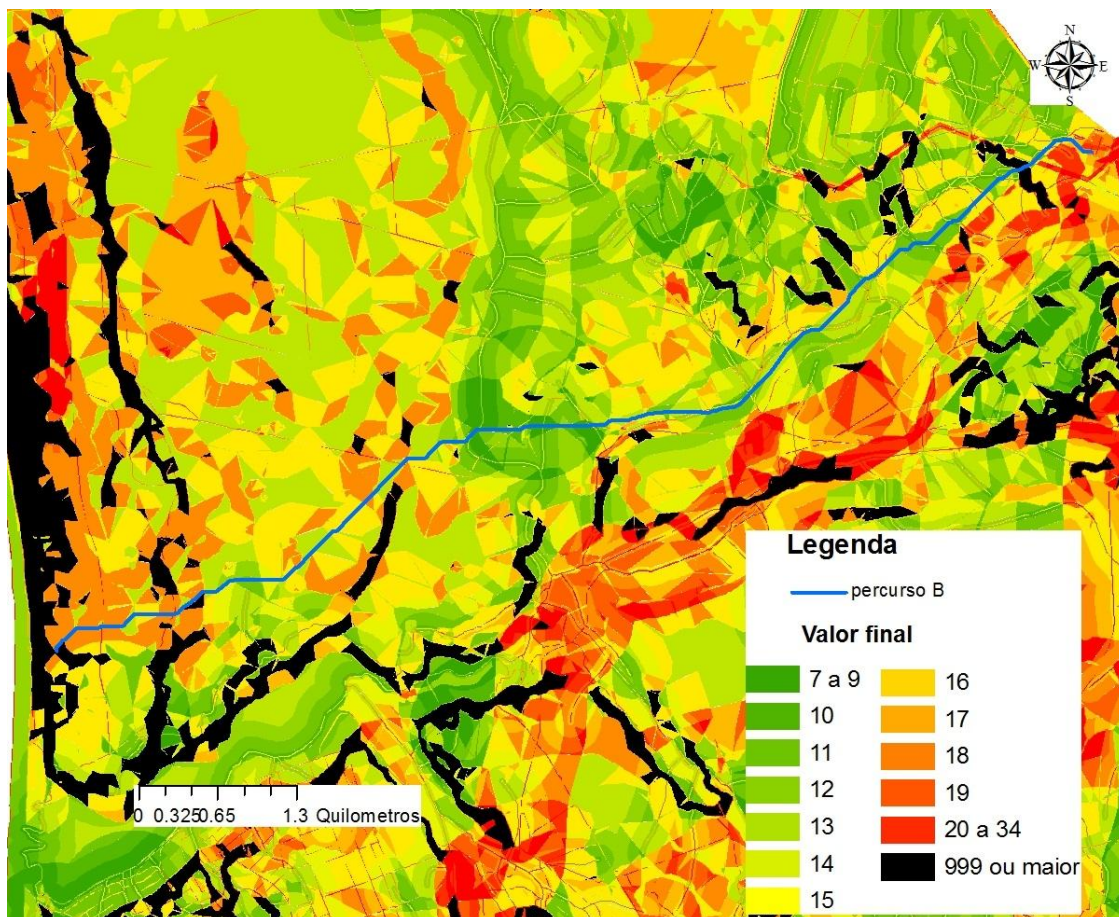 N
W E
S
Legenda
percurso B
Valor final
7 a 9
10
11
12
13
14
15
16
17
18
19
20 a 34
999 ou maior
0 0.325 0.65 1.3 Quilometros